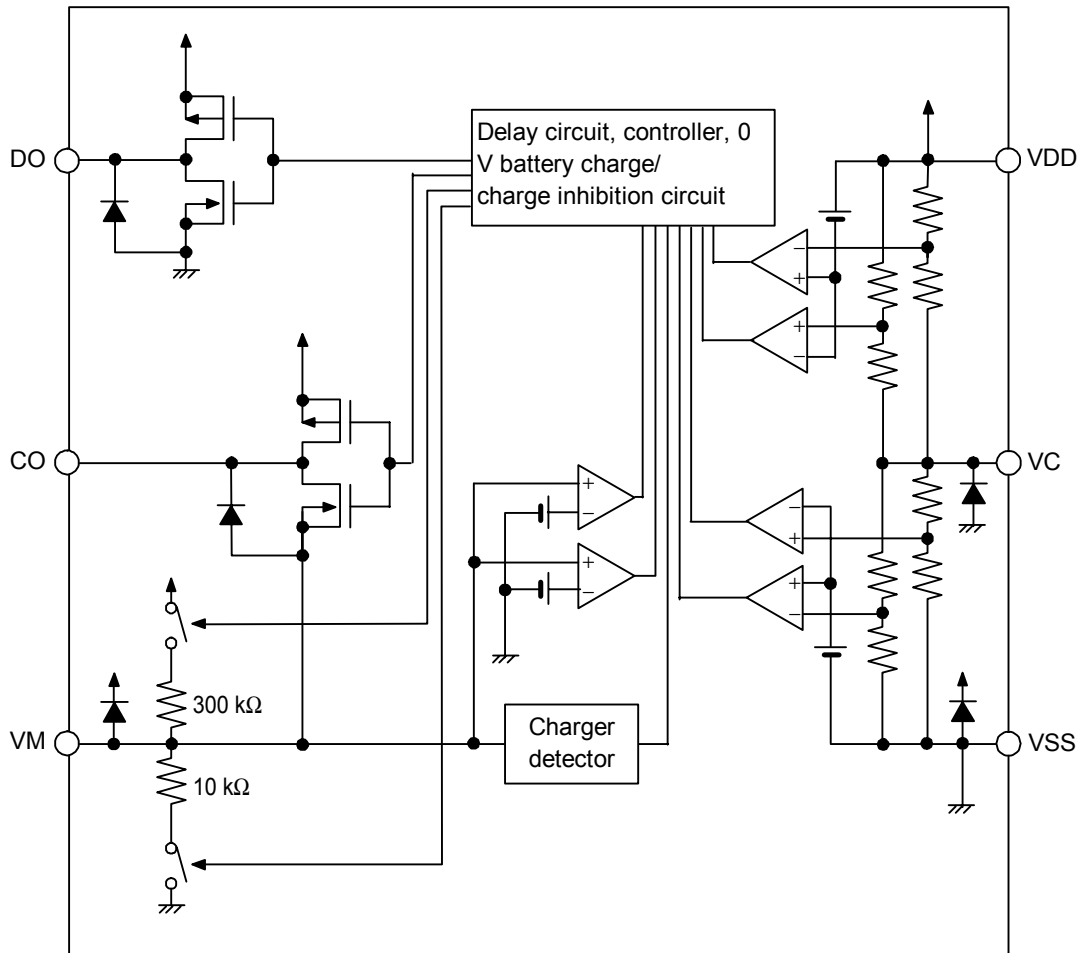 Delay circuit, controller, 0
V battery charge/
charge inhibition circuit
DO
VDD
−
+
+
−
CO
VC
+
−
−
+
+
−
+
−
300 kΩ
VM
Charger
detector
VSS
10 kΩ